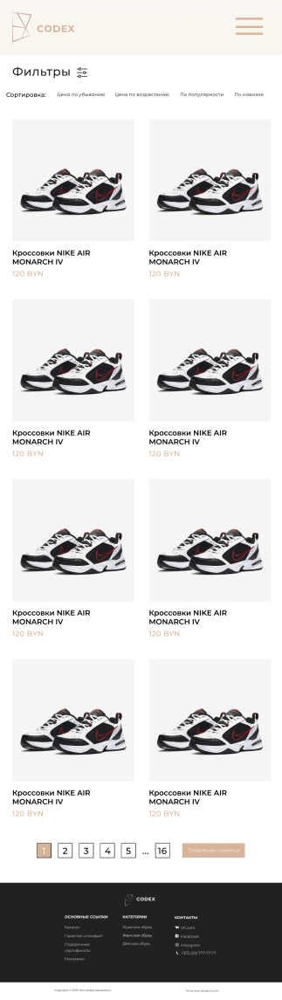 CODEX
Фильтры
Сортировка: Цена по убыванию Цена по возрастанию По популярности По новизне
Кроссовки NIKE AIR
MONARCH IV
120 BYN
Кроссовки NIKE AIR
MONARCH IV
120 BYN
Кроссовки NIKE AIR
MONARCH IV
120 BYN
Кроссовки NIKE AIR
MONARCH IV
120 BYN
Кроссовки NIKE AIR
MONARCH IV
120 BYN
Кроссовки NIKE AIR
MONARCH IV
120 BYN
Кроссовки NIKE AIR
MONARCH IV
120 BYN
Кроссовки NIKE AIR
MONARCH IV
120 BYN
1 2 3 4 5 ... 16 Следующая страница
CODEX
ОСНОВНЫЕ ССЫЛКИ
Каталог
Гарантия и возврат
Подарочные
сертификаты
Магазины
КАТЕГОРИИ
Мужская обувь
Женская обувь
Детская обувь
КОНТАКТЫ
VK.com
Facebook
Instagram
+375 (29) 777-77-77
Copyright © 2020. Все права защищены.
Политика приватности